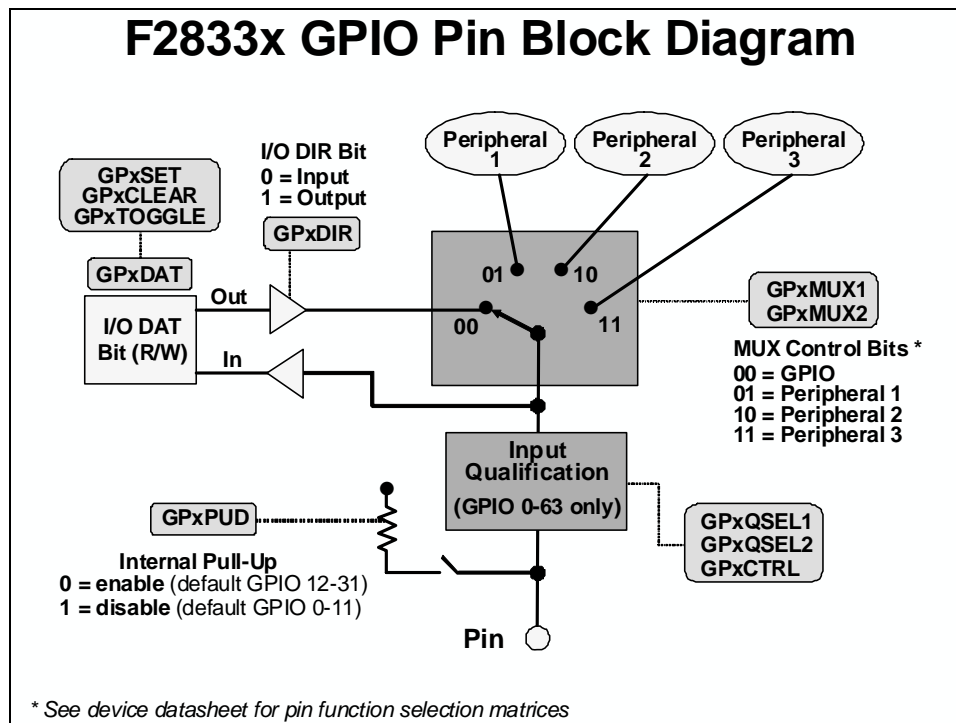 F2833x GPIO Pin Block Diagram
Peripheral
1
Peripheral
2
Peripheral
3
I/O DIR Bit
0 = Input
1 = Output
GPxSET
GPxCLEAR
GPxTOGGLE
GPxDIR
GPxDAT
01
10
Out
00
11
I/O DAT
Bit (R/W)
In
GPxMUX1
GPxMUX2
MUX Control Bits *
00 = GPIO
01 = Peripheral 1
10 = Peripheral 2
11 = Peripheral 3
Input
Qualification
(GPIO 0-63 only)
GPxPUD
GPxQSEL1
GPxQSEL2
GPxCTRL
Internal Pull-Up
0 = enable (default GPIO 12-31)
1 = disable (default GPIO 0-11)
Pin
* See device datasheet for pin function selection matrices